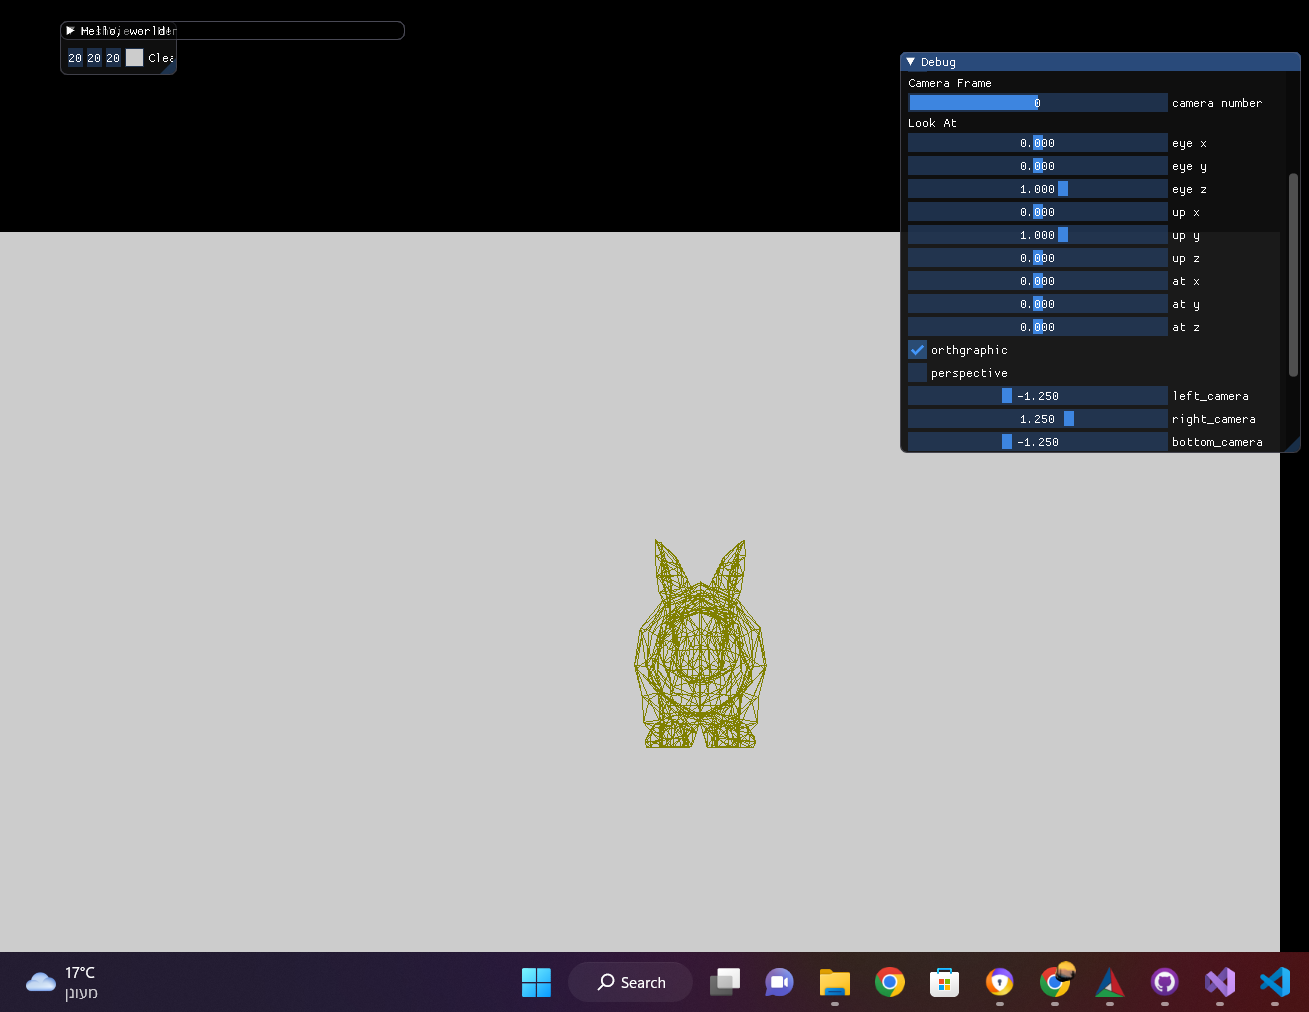 Hello, world!
20 20 20 Clea
Debug
Camera Frame
0 camera number
Look At
0.000 eye x
0.000 eye y
1.000 eye z
0.000 up x
1.000 up y
0.000 up z
0.000 at x
0.000 at y
0.000 at z
orthgraphic
perspective
-1.250 left_camera
1.250 right_camera
-1.250 bottom_camera
17°C
מעונן
Search